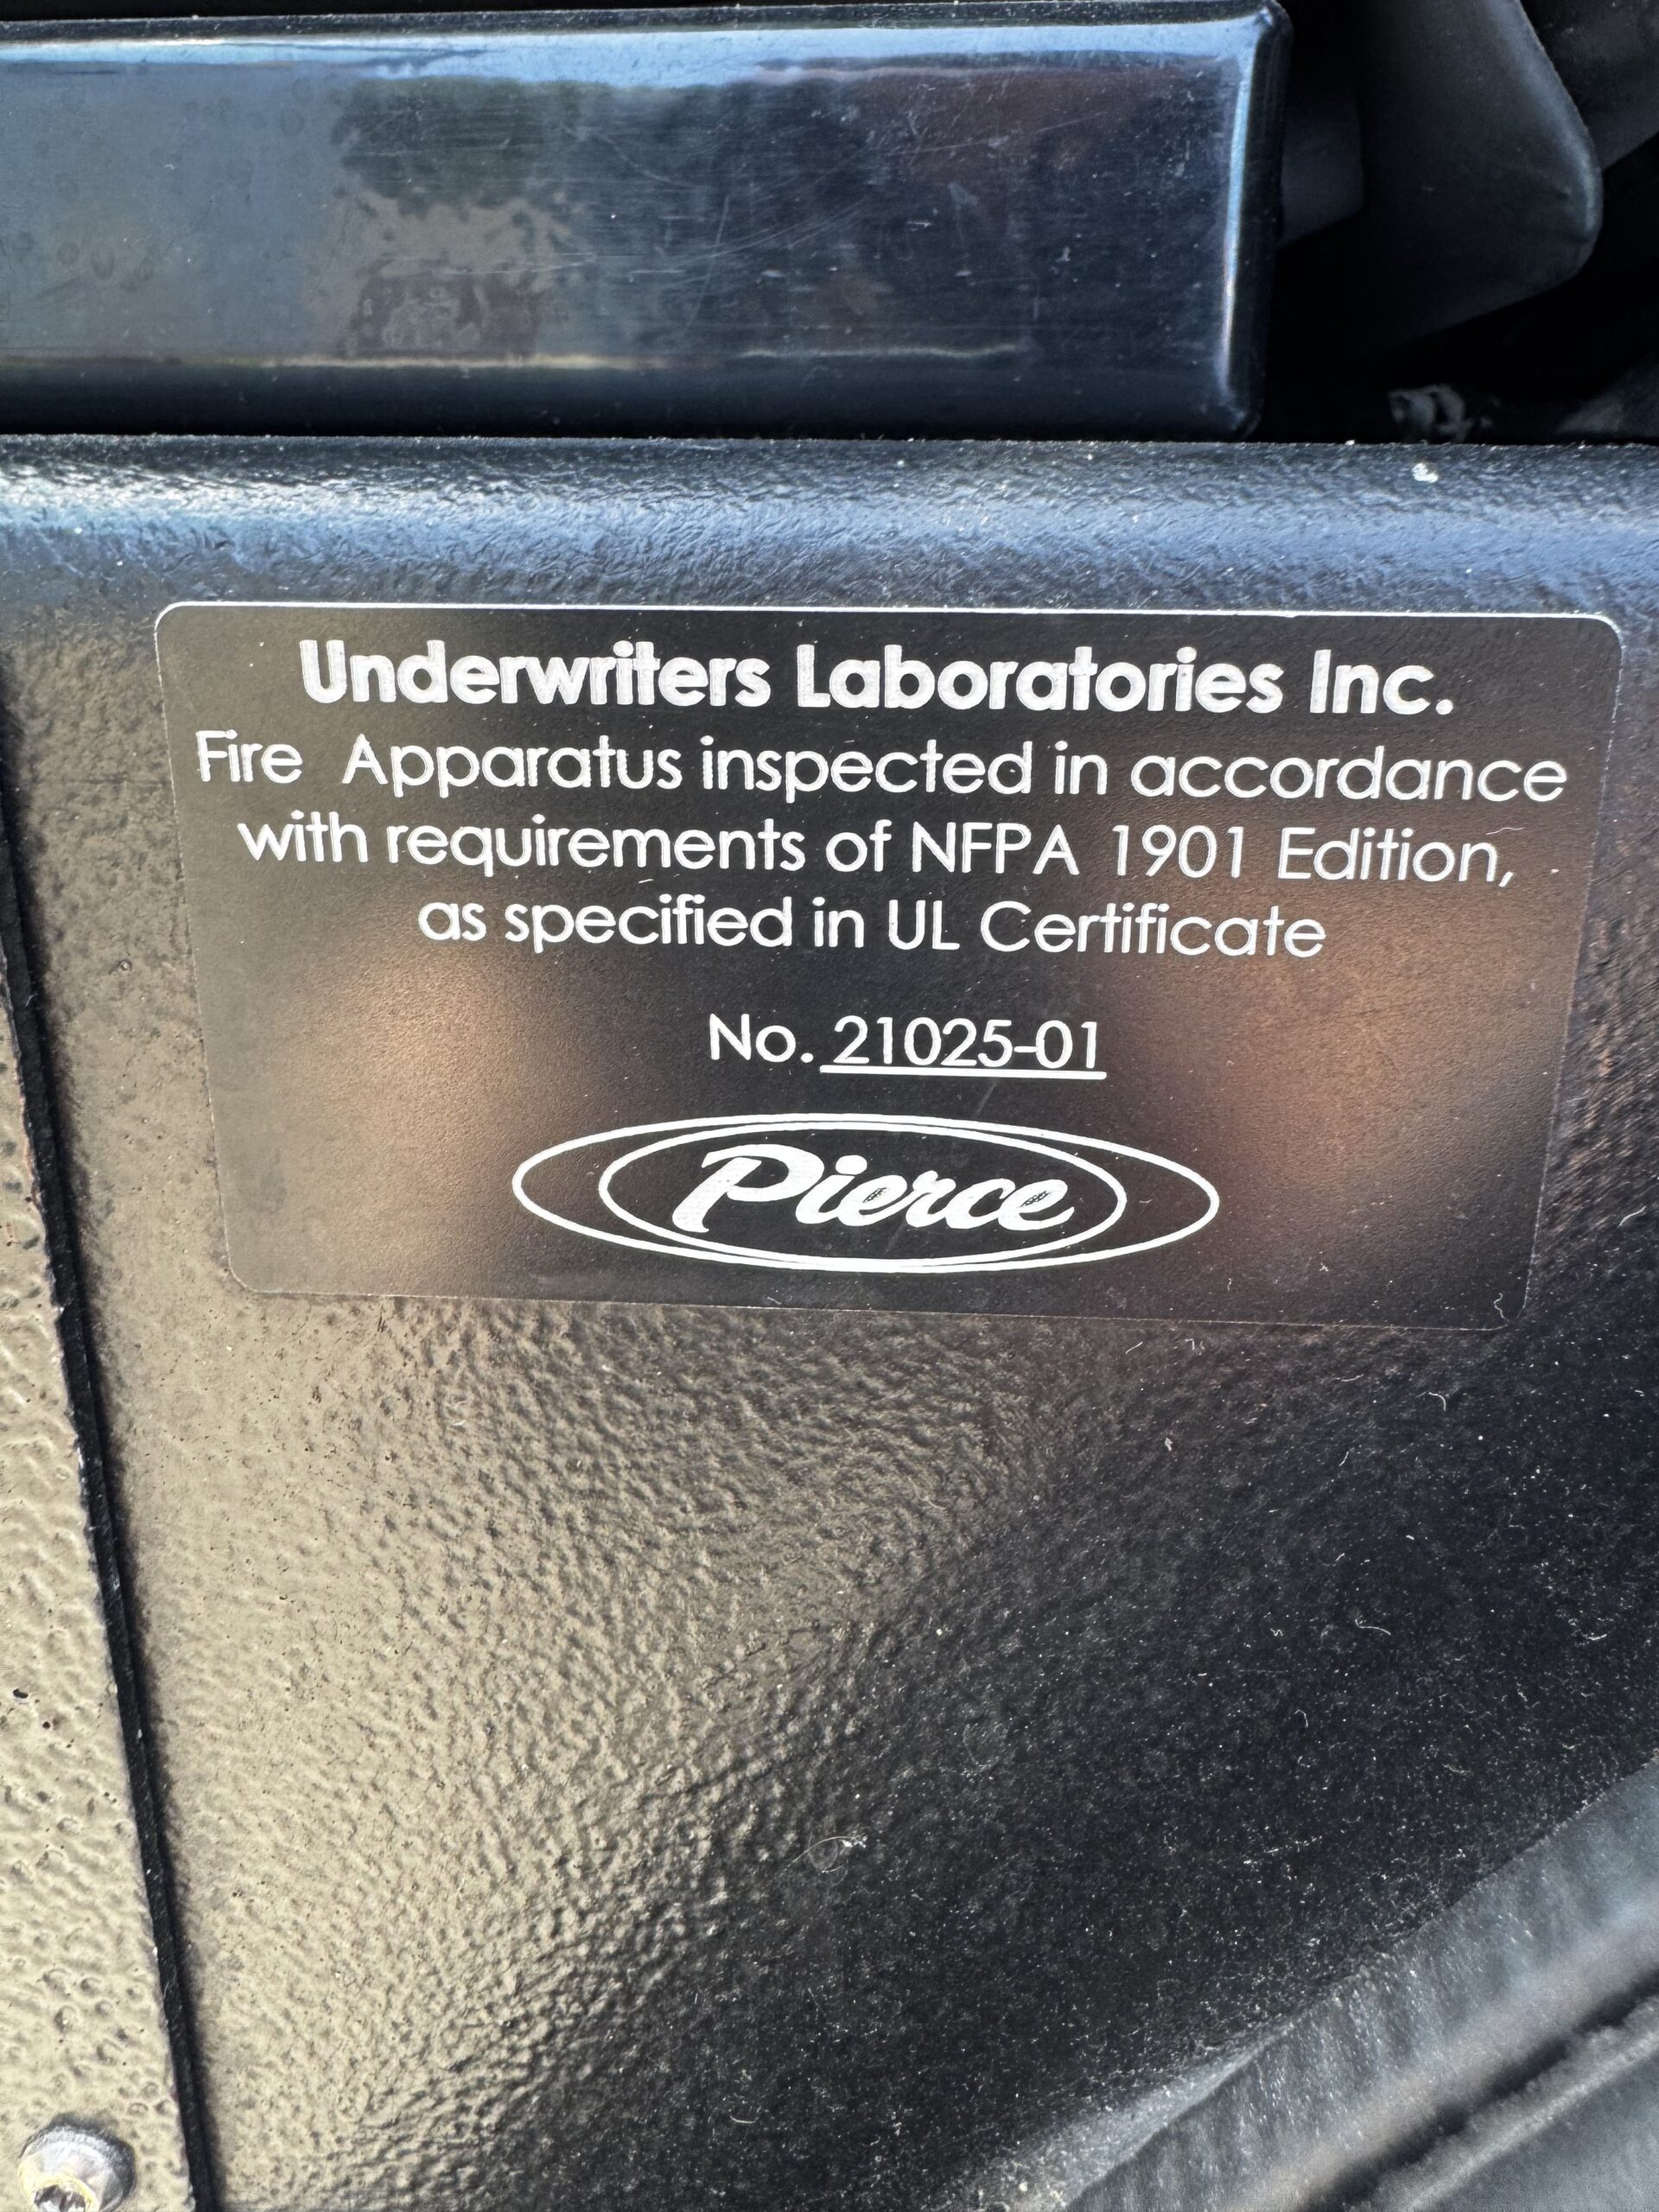 Underwriters Laboratories Inc.
Fire Apparatus inspected in accordance
with requirements of NFPA 1901 Edition,
as specified in UL Certificate
No. 21025-01
Pierce